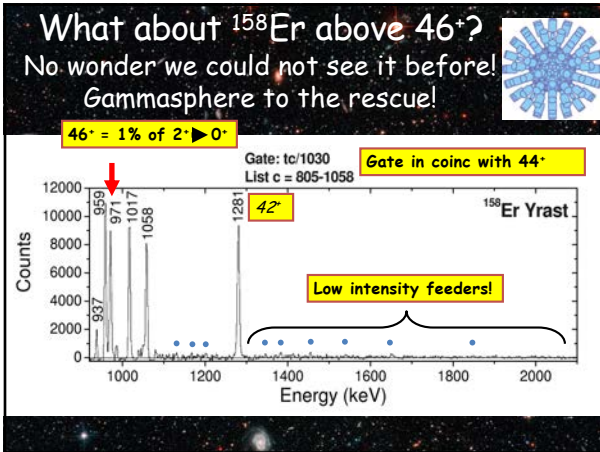 What about ¹⁵⁸Er above 46⁺?
No wonder we could not see it before!
Gammasphere to the rescue!
46⁺ = 1% of 2⁺►0⁺
Gate: tc/1030
List c = 805-1058
Gate in coinc with 44⁺
12000
10000
8000
6000
4000
2000
0
Counts
937
959
971
1017
1058
1281
42⁺
¹⁵⁸Er Yrast
Low intensity feeders!
1000 1200 1400 1600 1800 2000
Energy (keV)